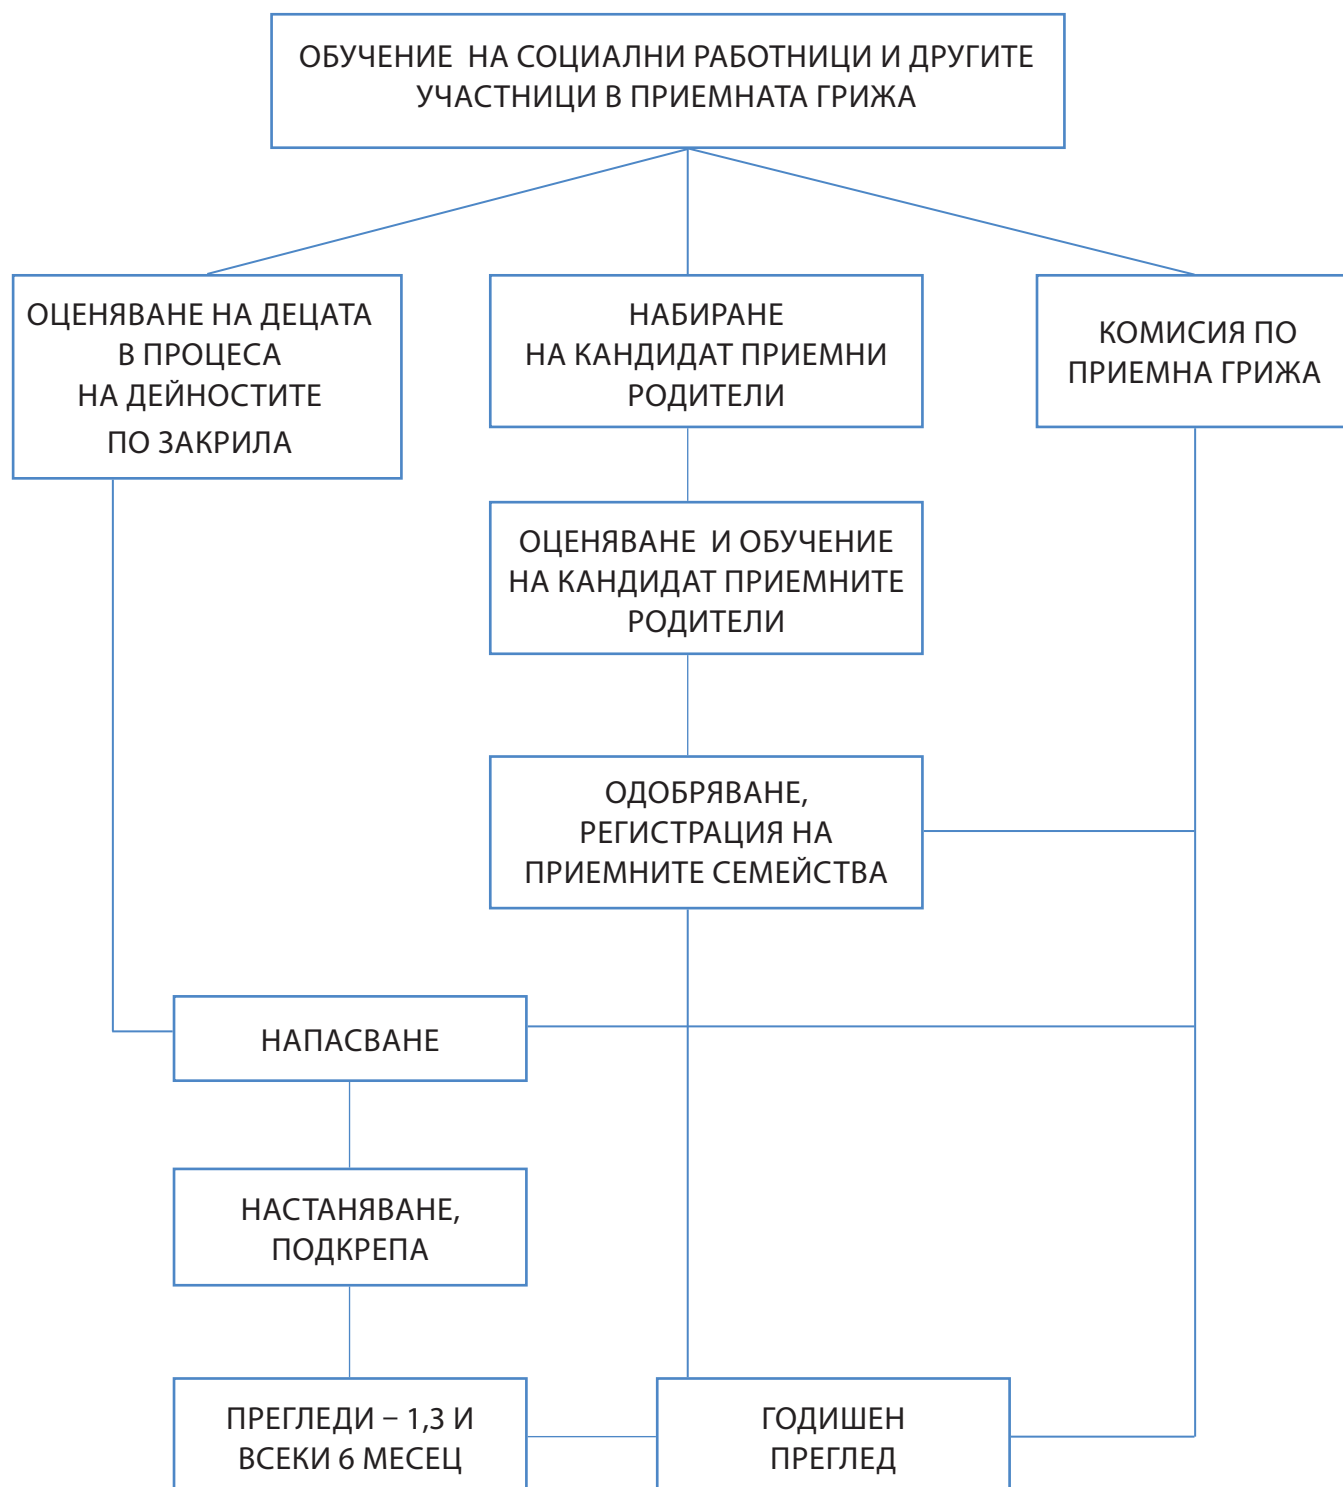 ОБУЧЕНИЕ НА СОЦИАЛНИ РАБОТНИЦИ И ДРУГИТЕ
УЧАСТНИЦИ В ПРИЕМНАТА ГРИЖА
ОЦЕНЯВАНЕ НА ДЕЦАТА
В ПРОЦЕСА
НА ДЕЙНОСТИТЕ
ПО ЗАКРИЛА
НАБИРАНЕ
НА КАНДИДАТ ПРИЕМНИ
РОДИТЕЛИ
КОМИСИЯ ПО
ПРИЕМНА ГРИЖА
ОЦЕНЯВАНЕ И ОБУЧЕНИЕ
НА КАНДИДАТ ПРИЕМНИТЕ
РОДИТЕЛИ
ОДОБРЯВАНЕ,
РЕГИСТРАЦИЯ НА
ПРИЕМНИТЕ СЕМЕЙСТВА
НАПАСВАНЕ
НАСТАНЯВАНЕ,
ПОДКРЕПА
ПРЕГЛЕДИ – 1,3 И
ВСЕКИ 6 МЕСЕЦ
ГОДИШЕН
ПРЕГЛЕД